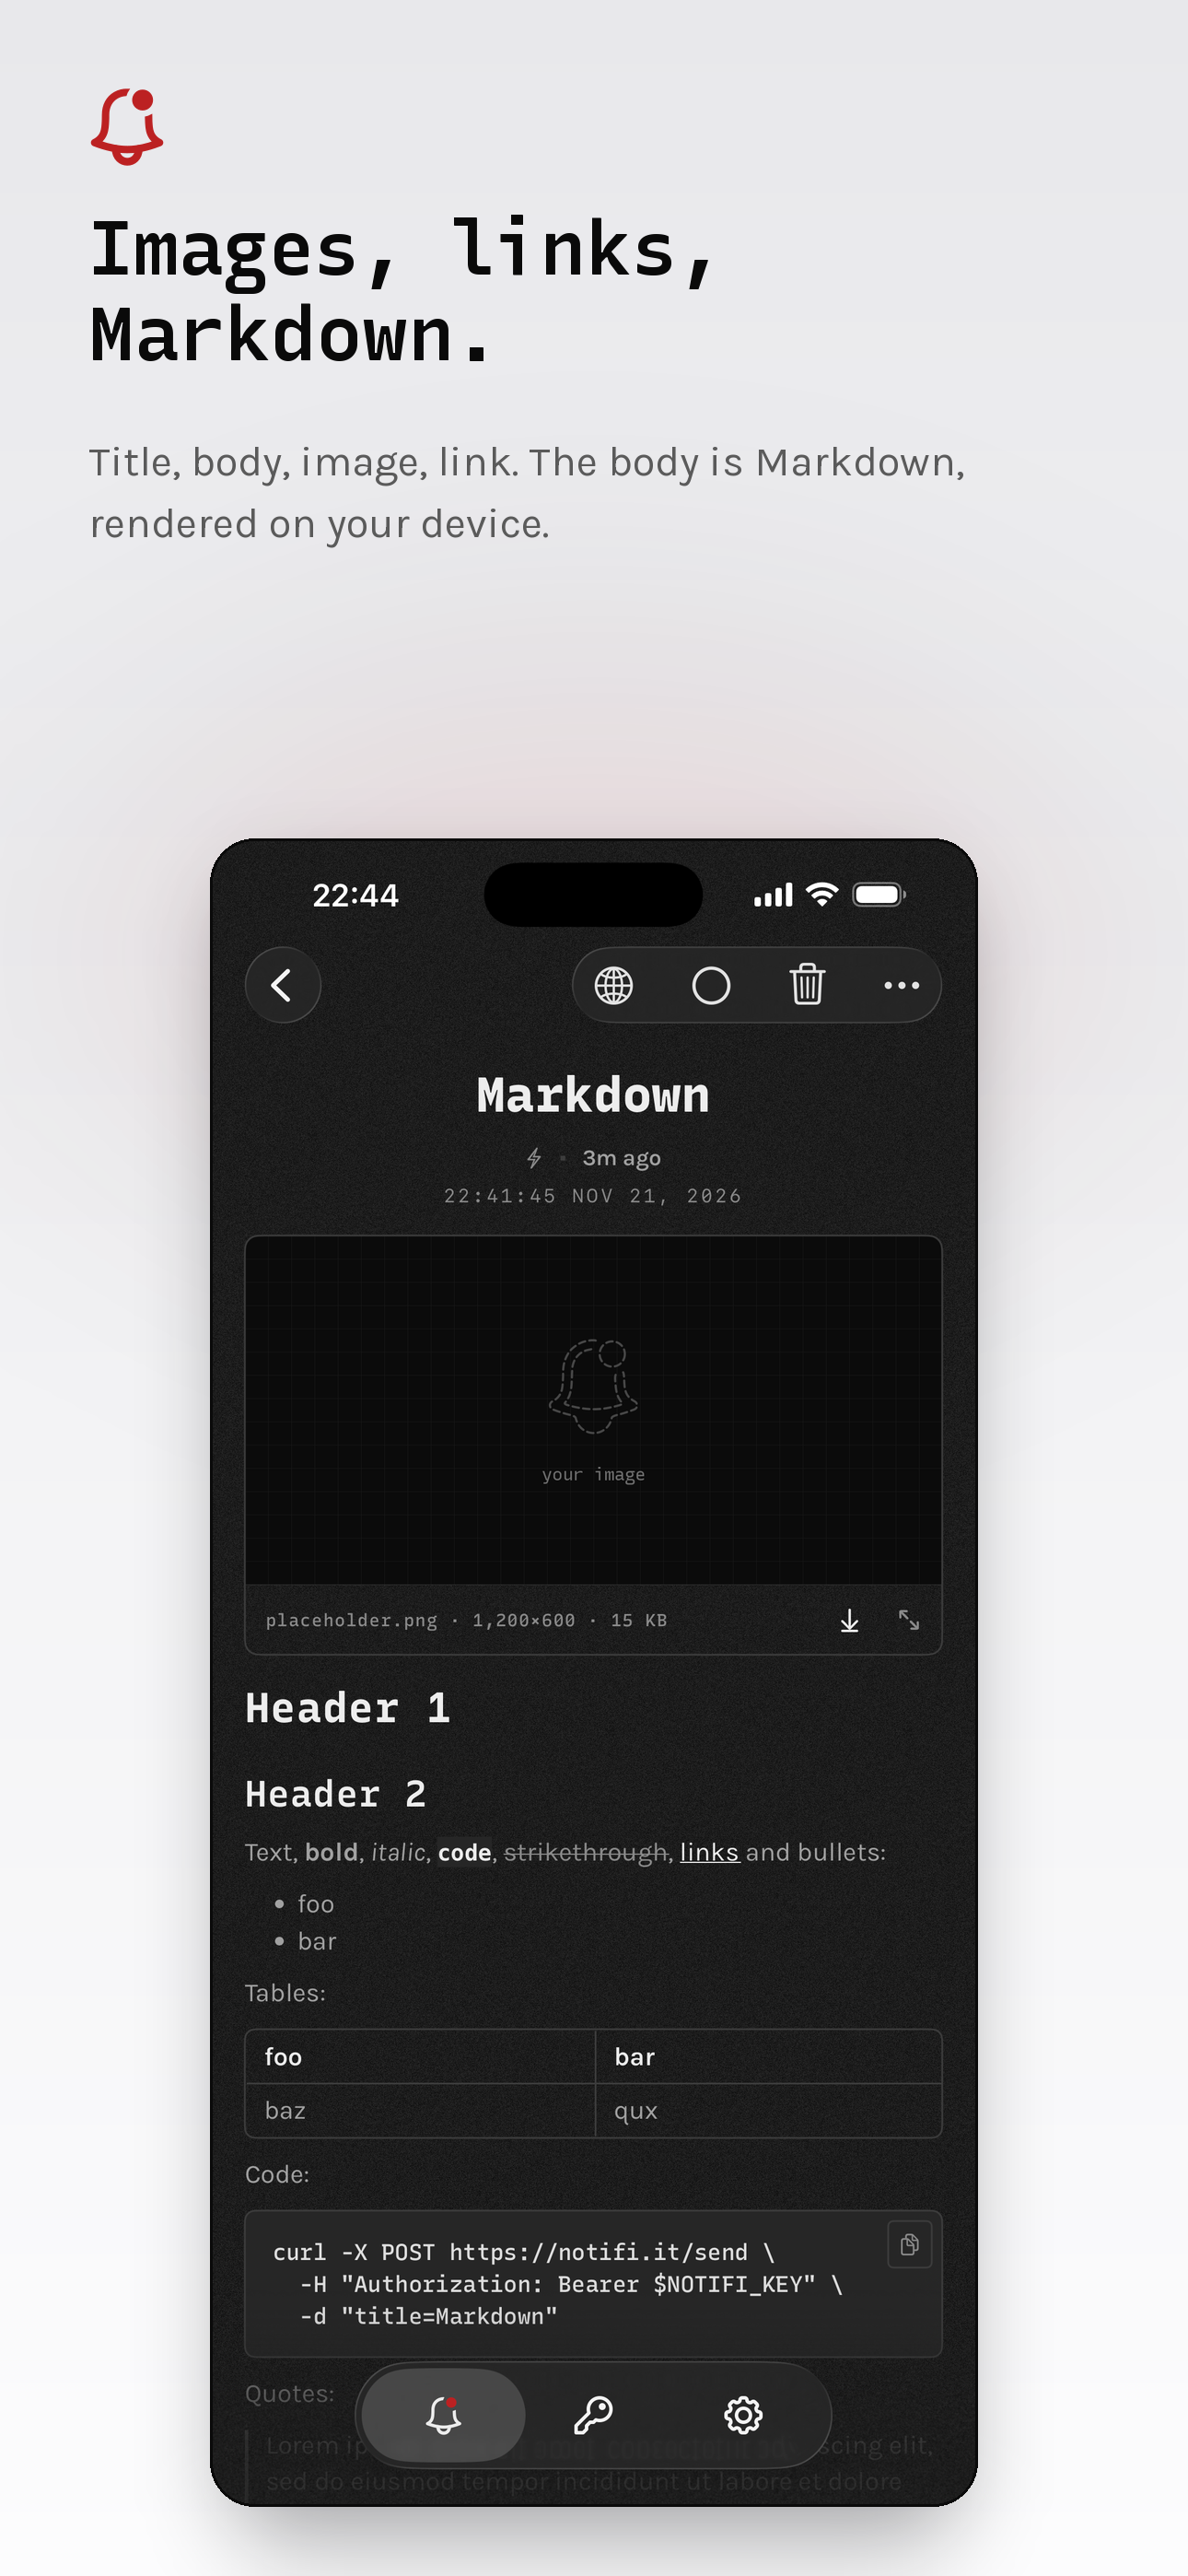 Images, links,
Markdown.
Title, body, image, link. The body is Markdown,
rendered on your device.
22:44
Markdown
3m ago
22:41:45 NOV 21, 2026
your image
placeholder.png · 1,200×600 · 15 KB
Header 1
Header 2
Text, bold, italic, code, strikethrough, links and bullets:
• foo
• bar
Tables:
foo bar
baz qux
Code:
curl -X POST https://notifi.it/send \
-H "Authorization: Bearer $NOTIFI_KEY" \
-d "title=Markdown"
Quotes:
Lorem elit,
sed do eiusmod tempor incididunt ut labore et dolore